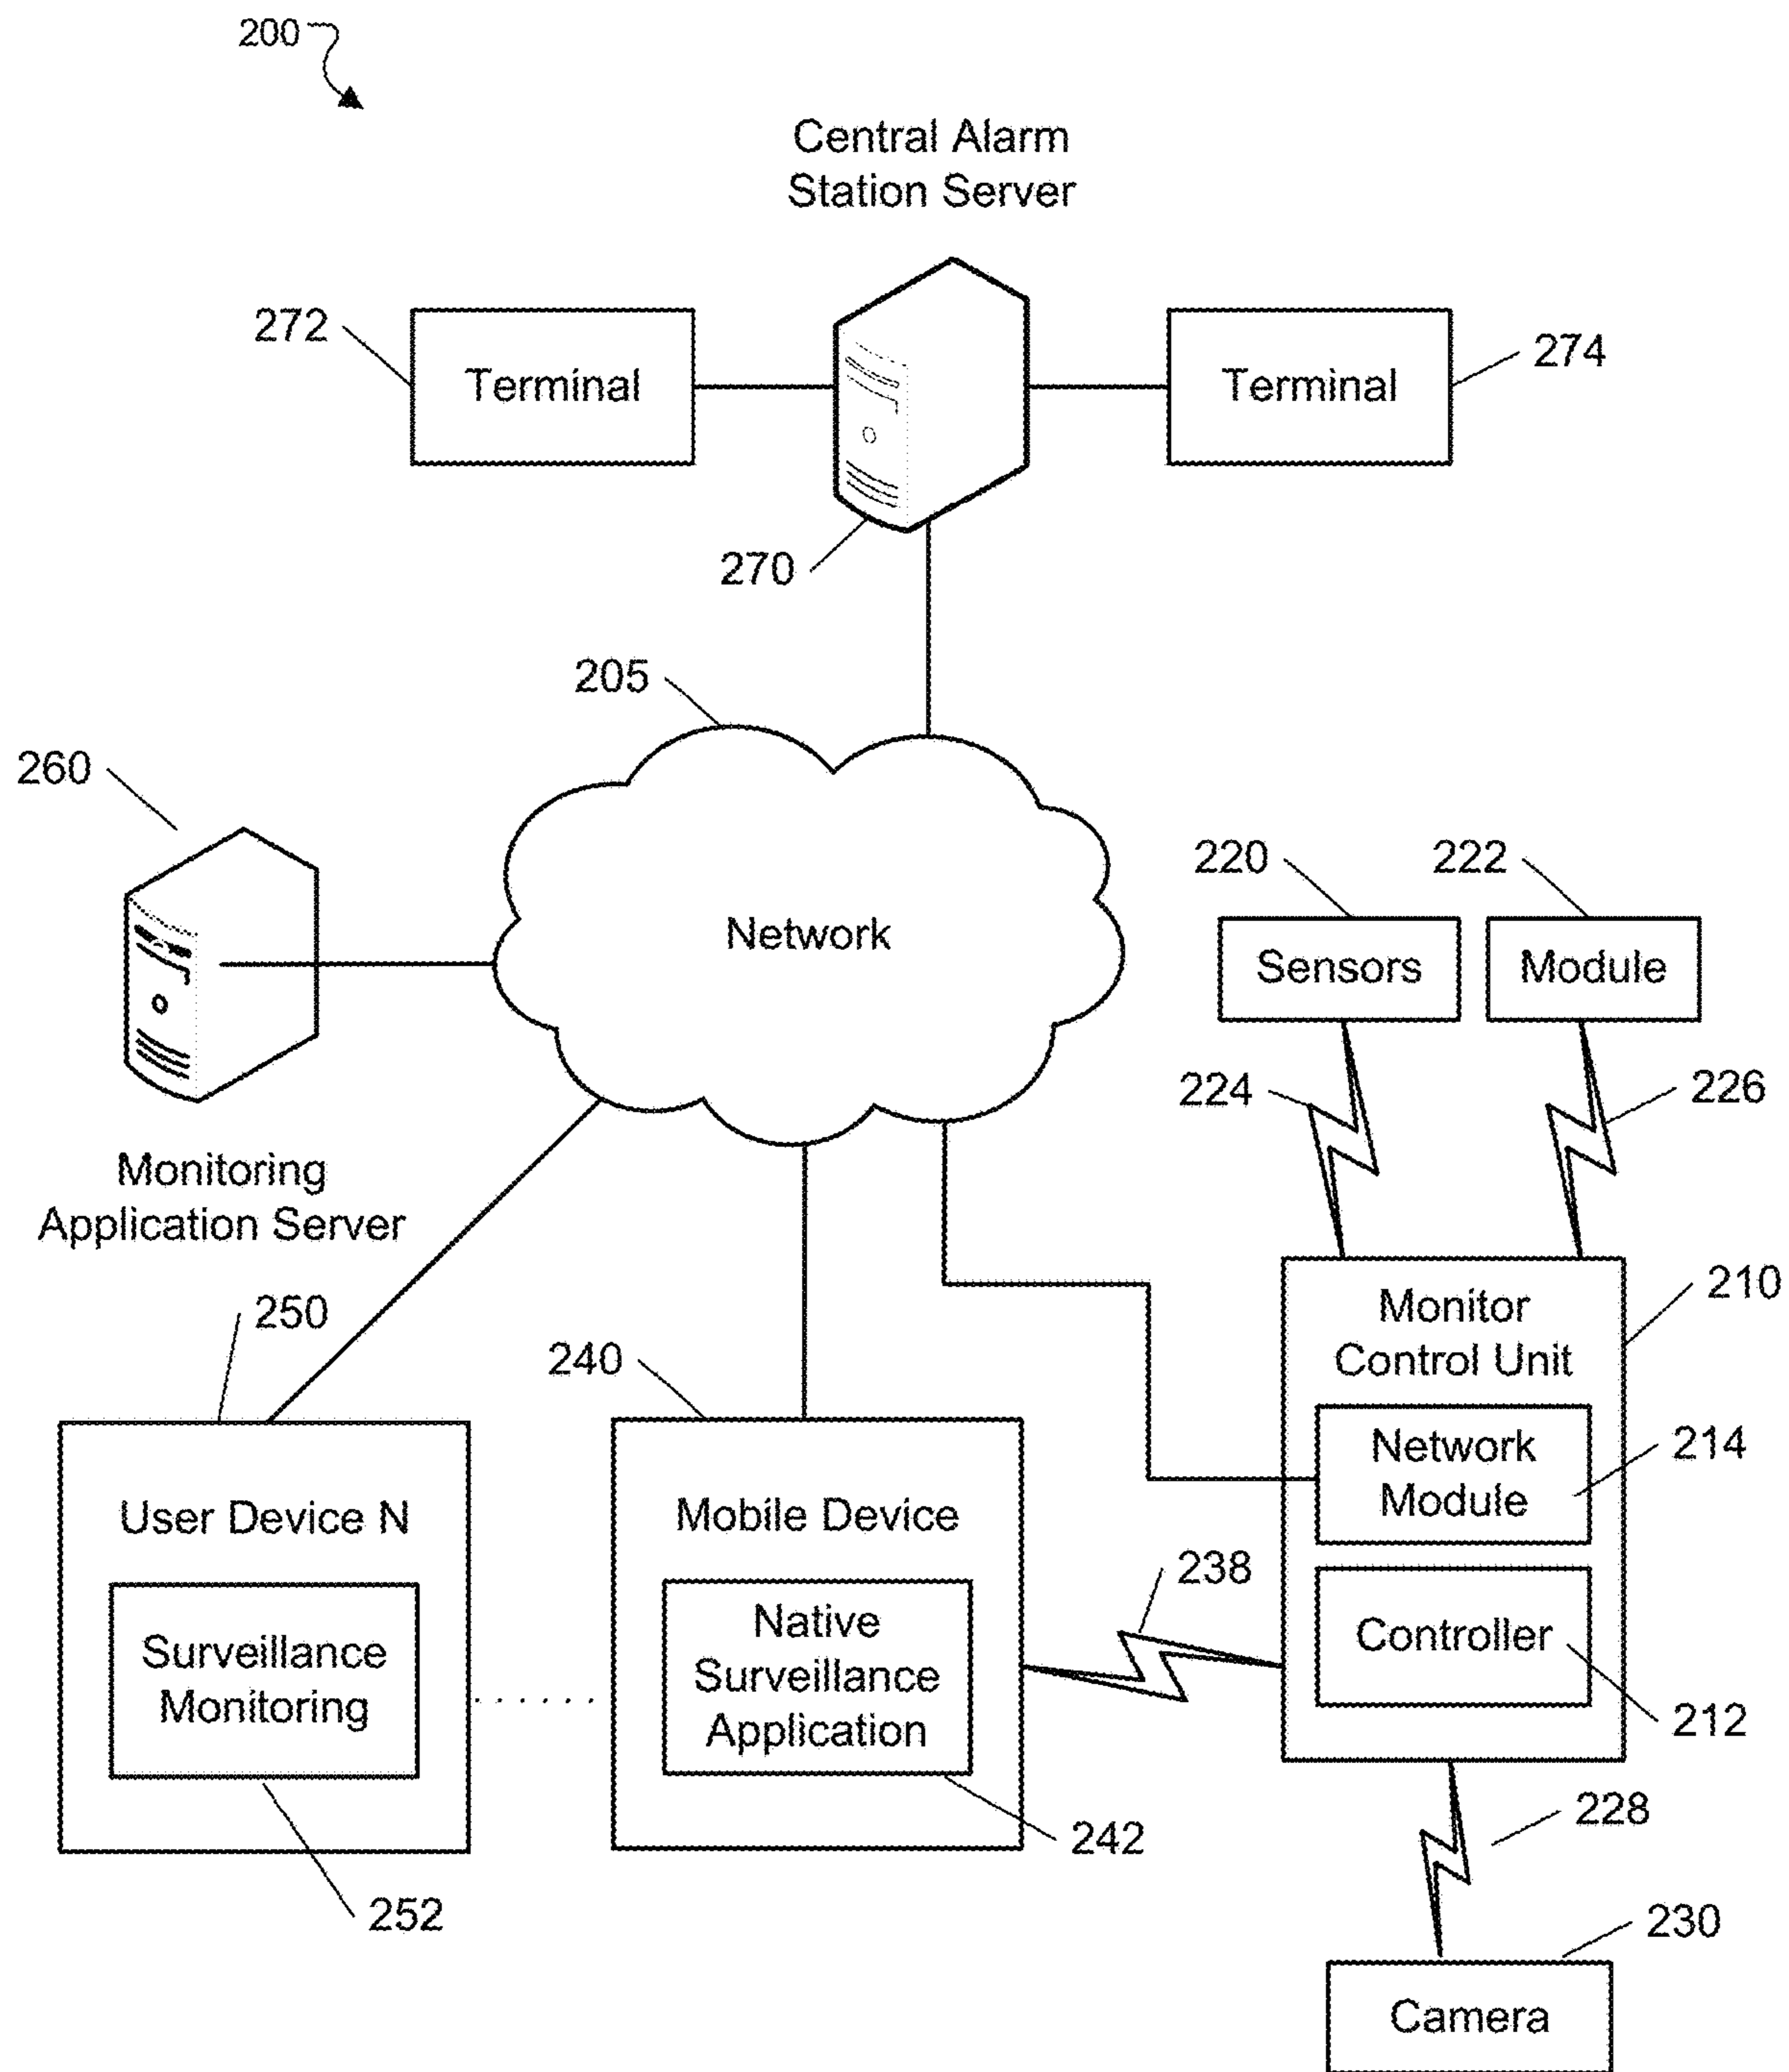 200
Central Alarm
Station Server
272
Terminal
Terminal
274
270
205
260
Network
220
222
Sensors
Module
224
226
Monitoring
Application Server
250
240
210
Monitor
Control Unit
Network
Module
214
User Device N
Mobile Device
238
Surveillance
Monitoring
Native
Surveillance
Application
Controller
212
252
242
228
230
Camera